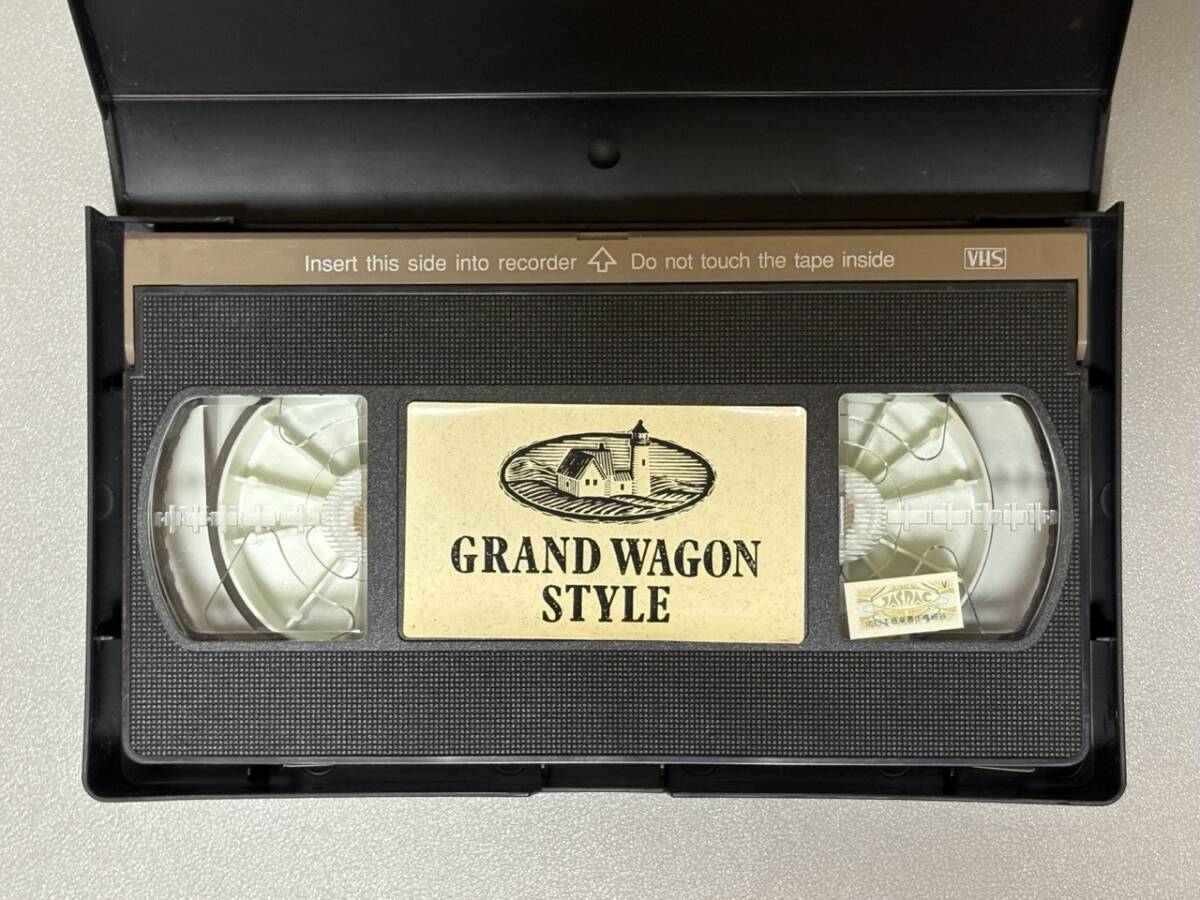 Insert this side into recorder ⇧ Do not touch the tape inside
VHS
GRAND WAGON
STYLE
V
JASRAC